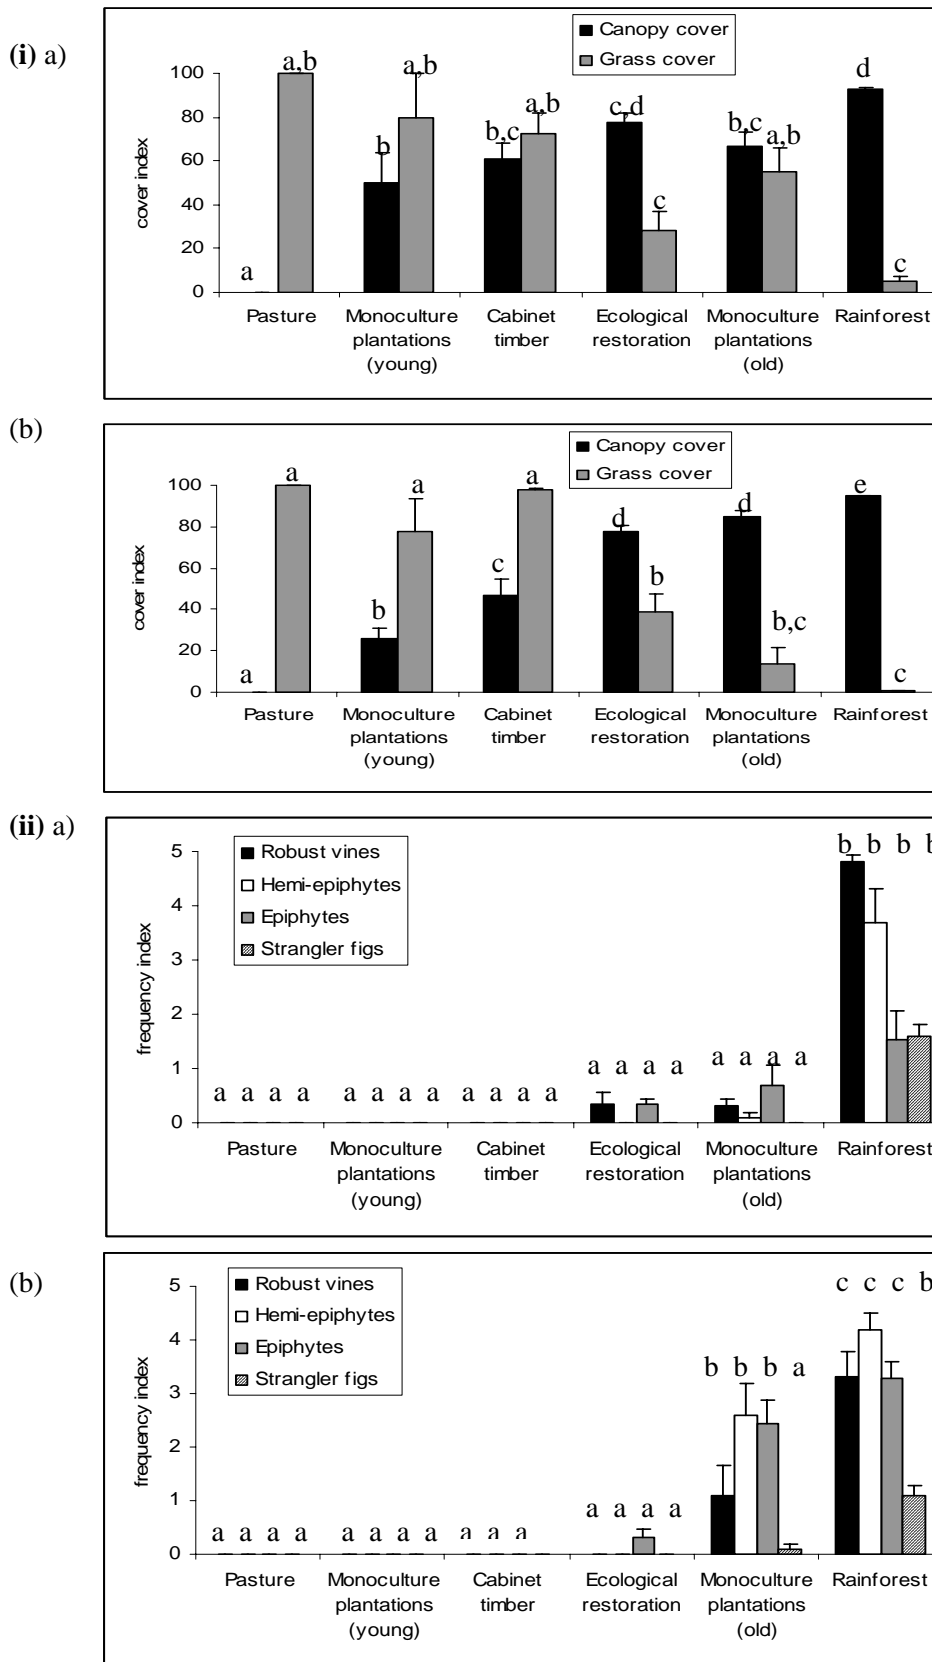 (i) a)
Canopy cover
Grass cover
cover index
100
80
60
40
20
0
a a,b b a,b b,c a,b c,d c b,c a,b d c
Pasture Monoculture plantations (young) Cabinet timber Ecological restoration Monoculture plantations (old) Rainforest
(b)
Canopy cover
Grass cover
cover index
100
80
60
40
20
0
a a b a c a d b d b,c e c
Pasture Monoculture plantations (young) Cabinet timber Ecological restoration Monoculture plantations (old) Rainforest
(ii) a)
Robust vines
Hemi-epiphytes
Epiphytes
Strangler figs
frequency index
5
4
3
2
1
0
a a a a a a a a a a a a a a a a a a a a b b b b
Pasture Monoculture plantations (young) Cabinet timber Ecological restoration Monoculture plantations (old) Rainforest
(b)
Robust vines
Hemi-epiphytes
Epiphytes
Strangler figs
frequency index
5
4
3
2
1
0
a a a a a a a a a a a a a a a b b b a c c c b
Pasture Monoculture plantations (young) Cabinet timber Ecological restoration Monoculture plantations (old) Rainforest